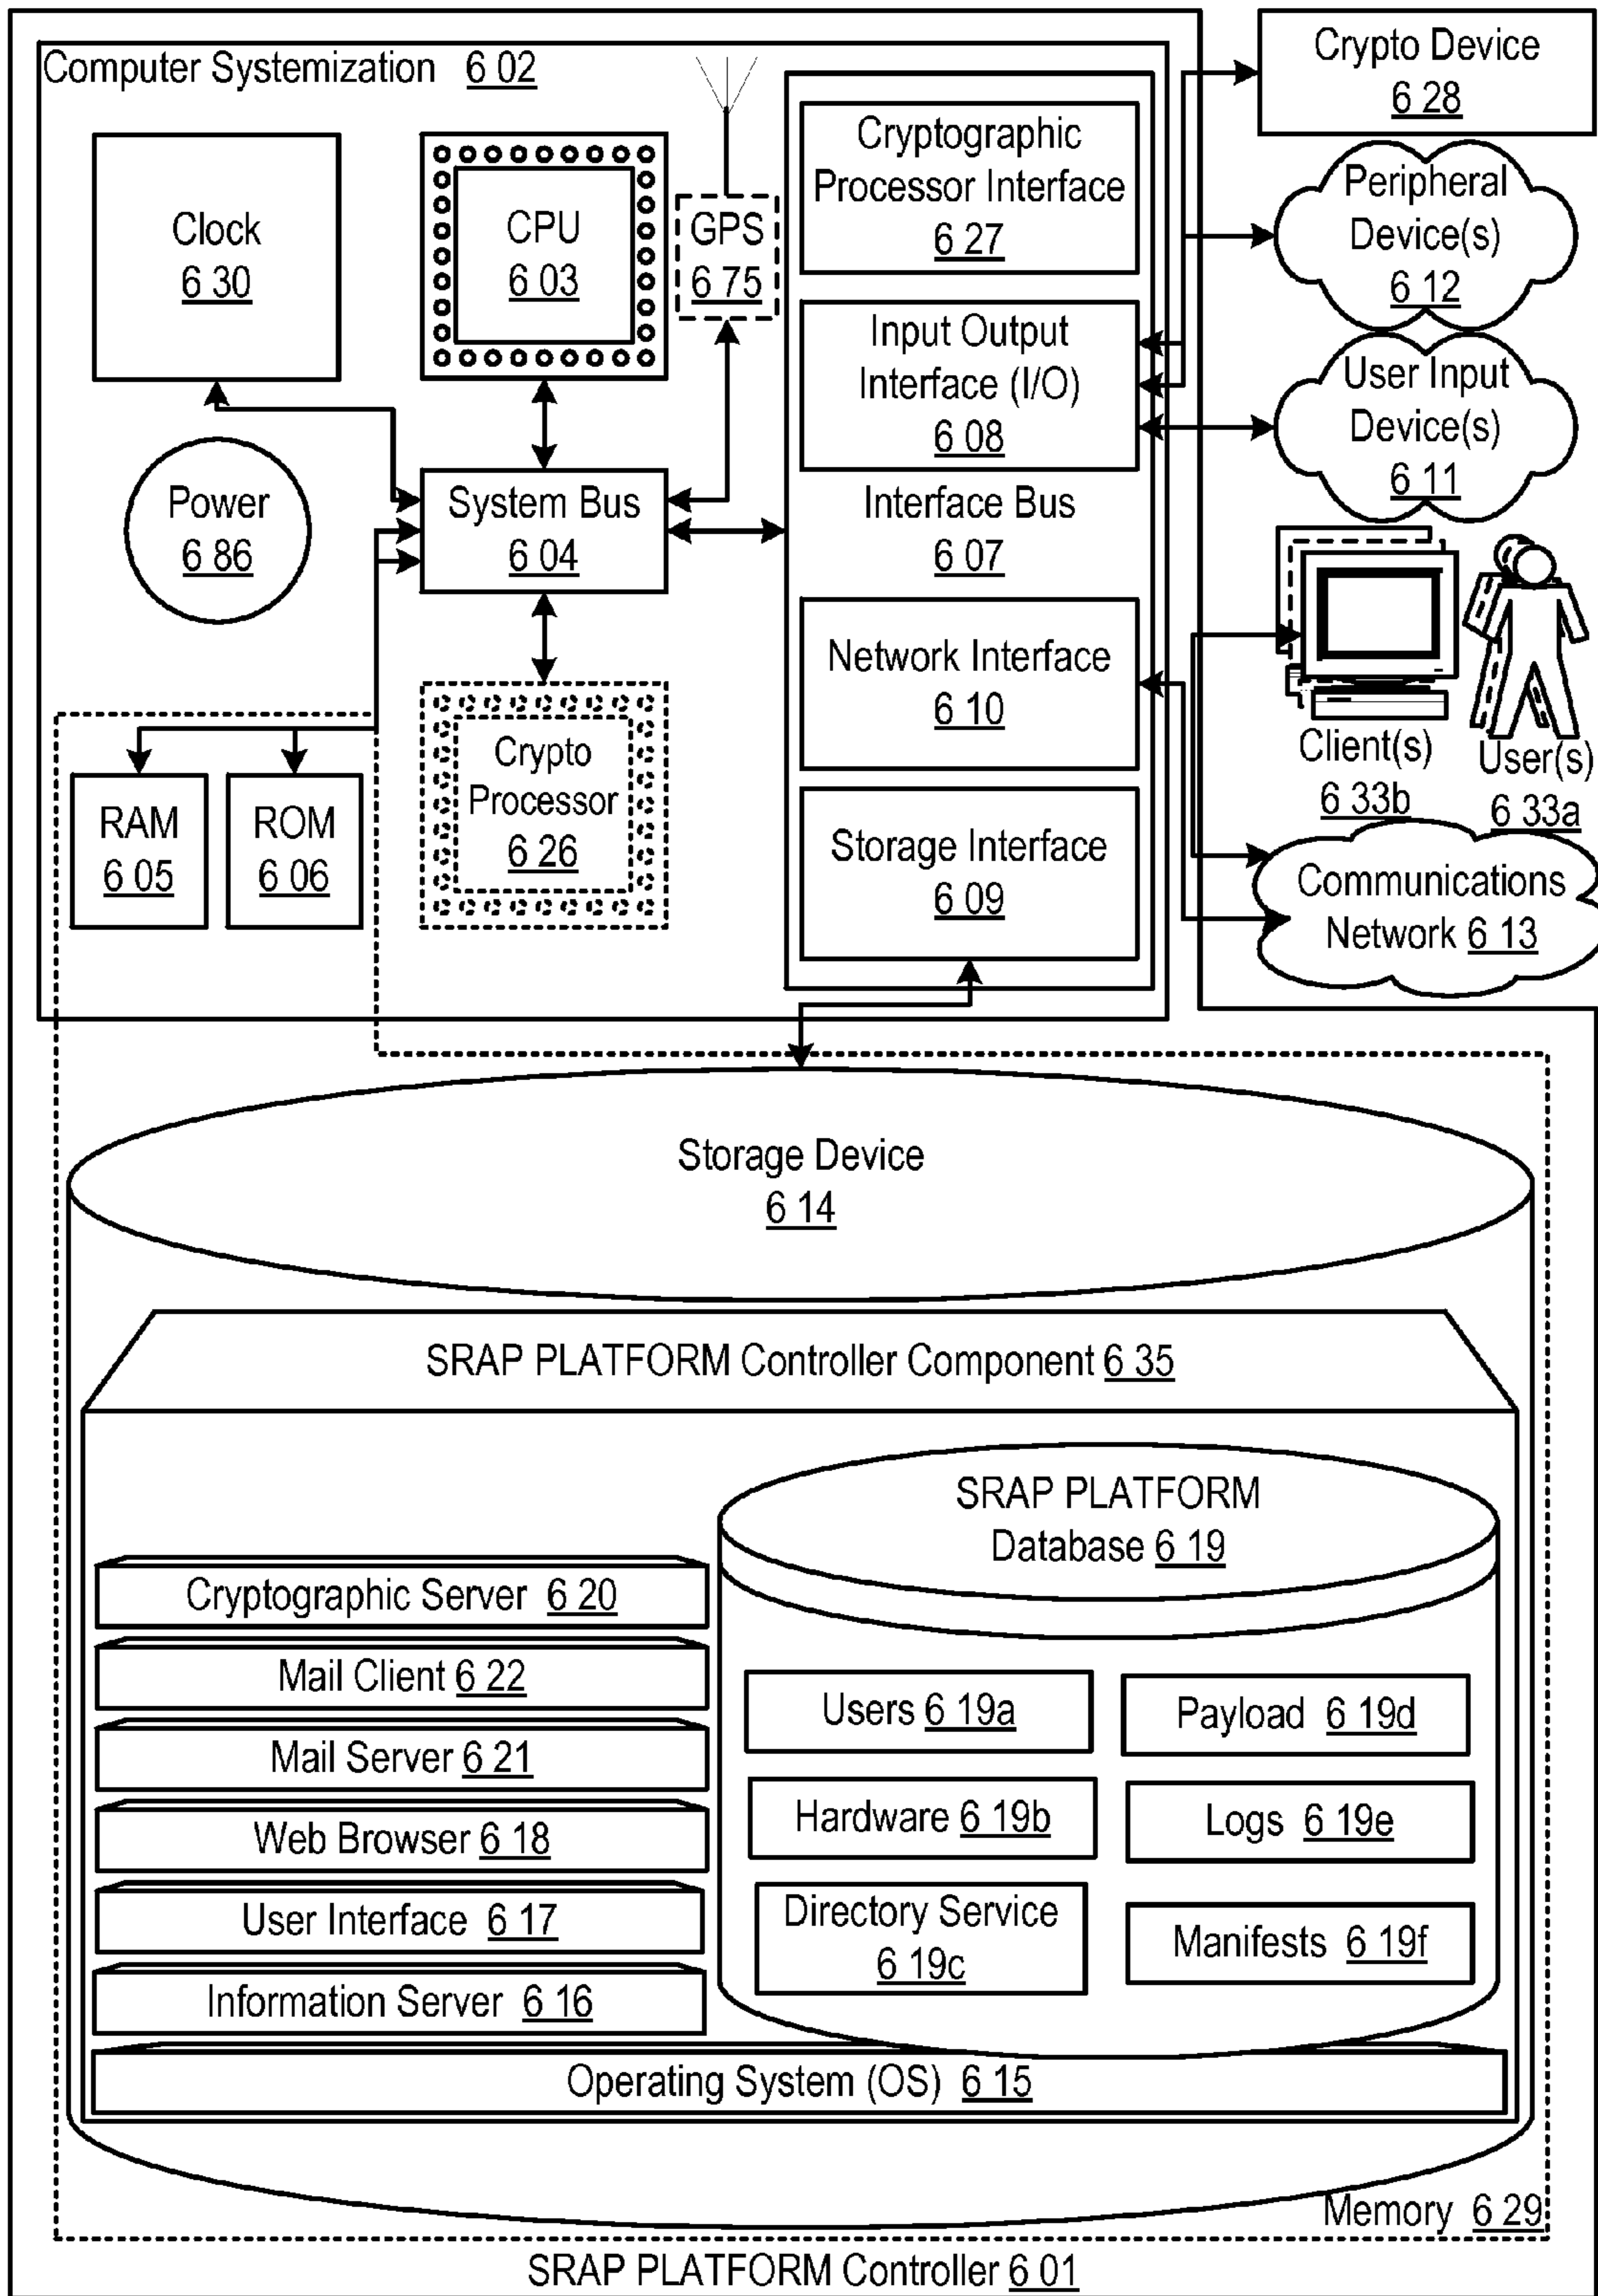 Computer Systemization 6 02
Clock
6 30
CPU
6 03
GPS
6 75
Power
6 86
System Bus
6 04
RAM
6 05
ROM
6 06
Crypto
Processor
6 26
Cryptographic
Processor Interface
6 27
Input Output
Interface (I/O)
6 08
Interface Bus
6 07
Network Interface
6 10
Storage Interface
6 09
Crypto Device
6 28
Peripheral
Device(s)
6 12
User Input
Device(s)
6 11
Client(s)
6 33b
User(s)
6 33a
Communications
Network 6 13
Storage Device
6 14
SRAP PLATFORM Controller Component 6 35
SRAP PLATFORM
Database 6 19
Cryptographic Server 6 20
Mail Client 6 22
Mail Server 6 21
Web Browser 6 18
User Interface 6 17
Information Server 6 16
Users 6 19a
Payload 6 19d
Hardware 6 19b
Logs 6 19e
Directory Service
6 19c
Manifests 6 19f
Operating System (OS) 6 15
Memory 6 29
SRAP PLATFORM Controller 6 01